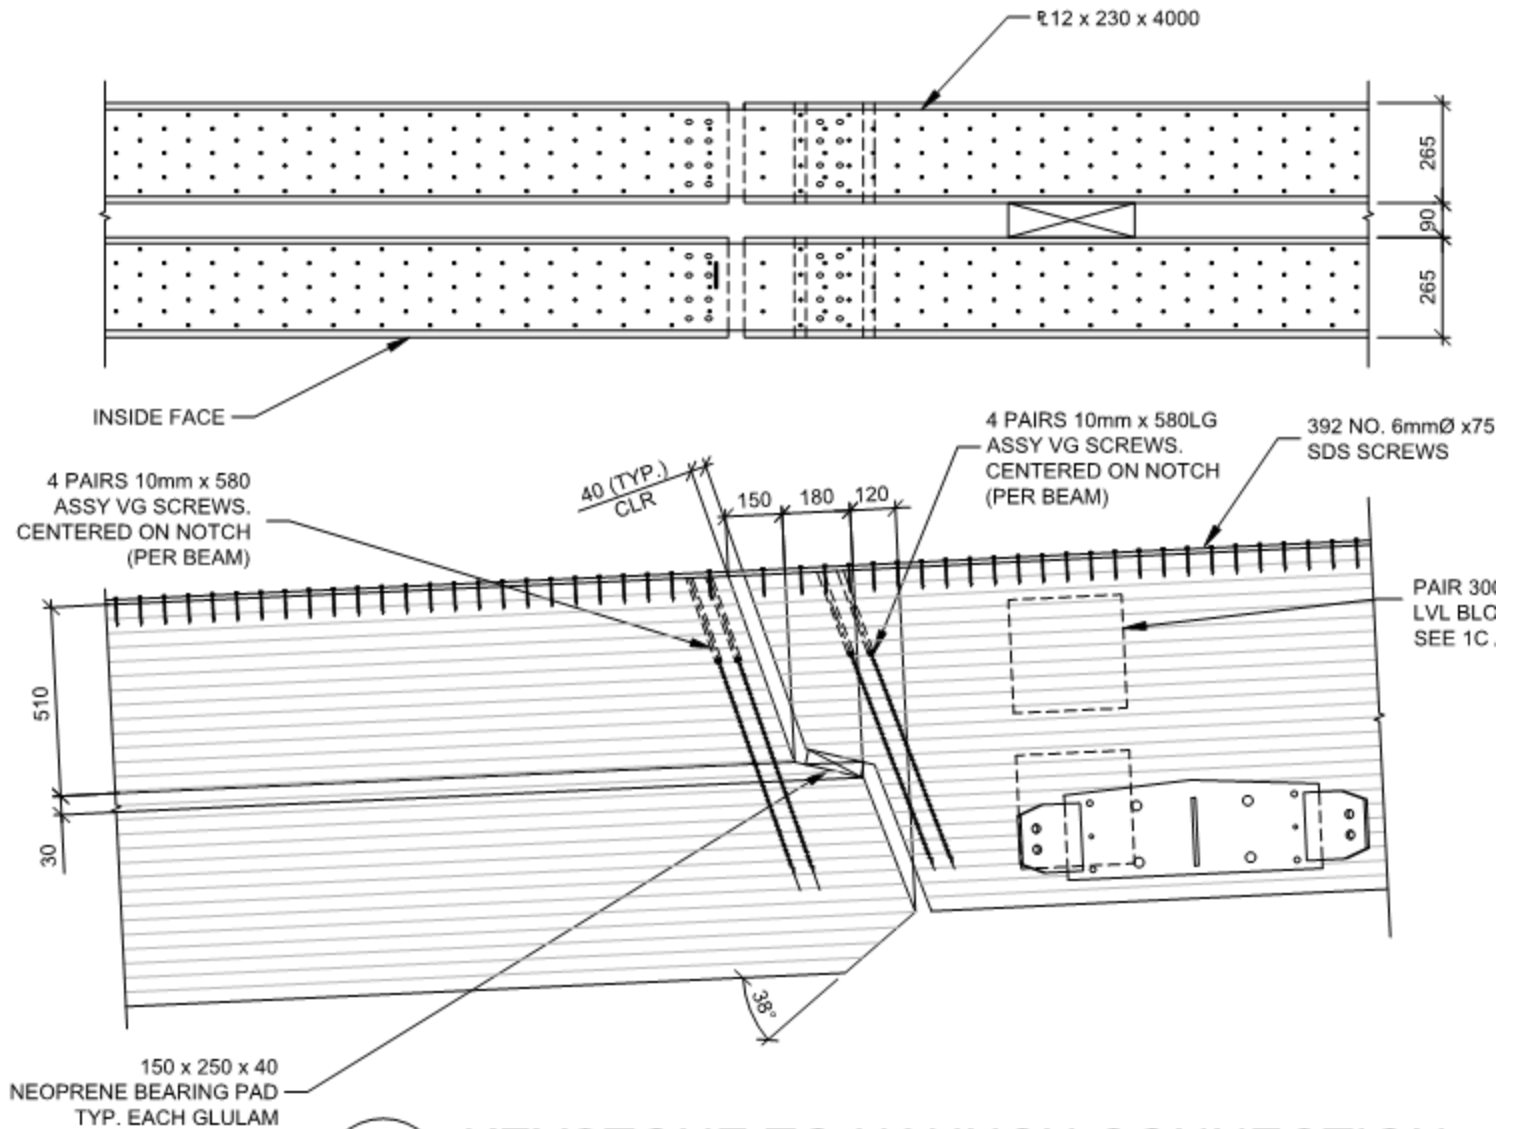 ℄12 x 230 x 4000
265
90
265
INSIDE FACE
4 PAIRS 10mm x 580LG
ASSY VG SCREWS.
CENTERED ON NOTCH
(PER BEAM)
392 NO. 6mmØ x75
SDS SCREWS
4 PAIRS 10mm x 580
ASSY VG SCREWS.
CENTERED ON NOTCH
(PER BEAM)
40 (TYP.)
CLR
150
180
120
PAIR 300
LVL BLO
SEE 1C
510
30
38°
150 x 250 x 40
NEOPRENE BEARING PAD
TYP. EACH GLULAM